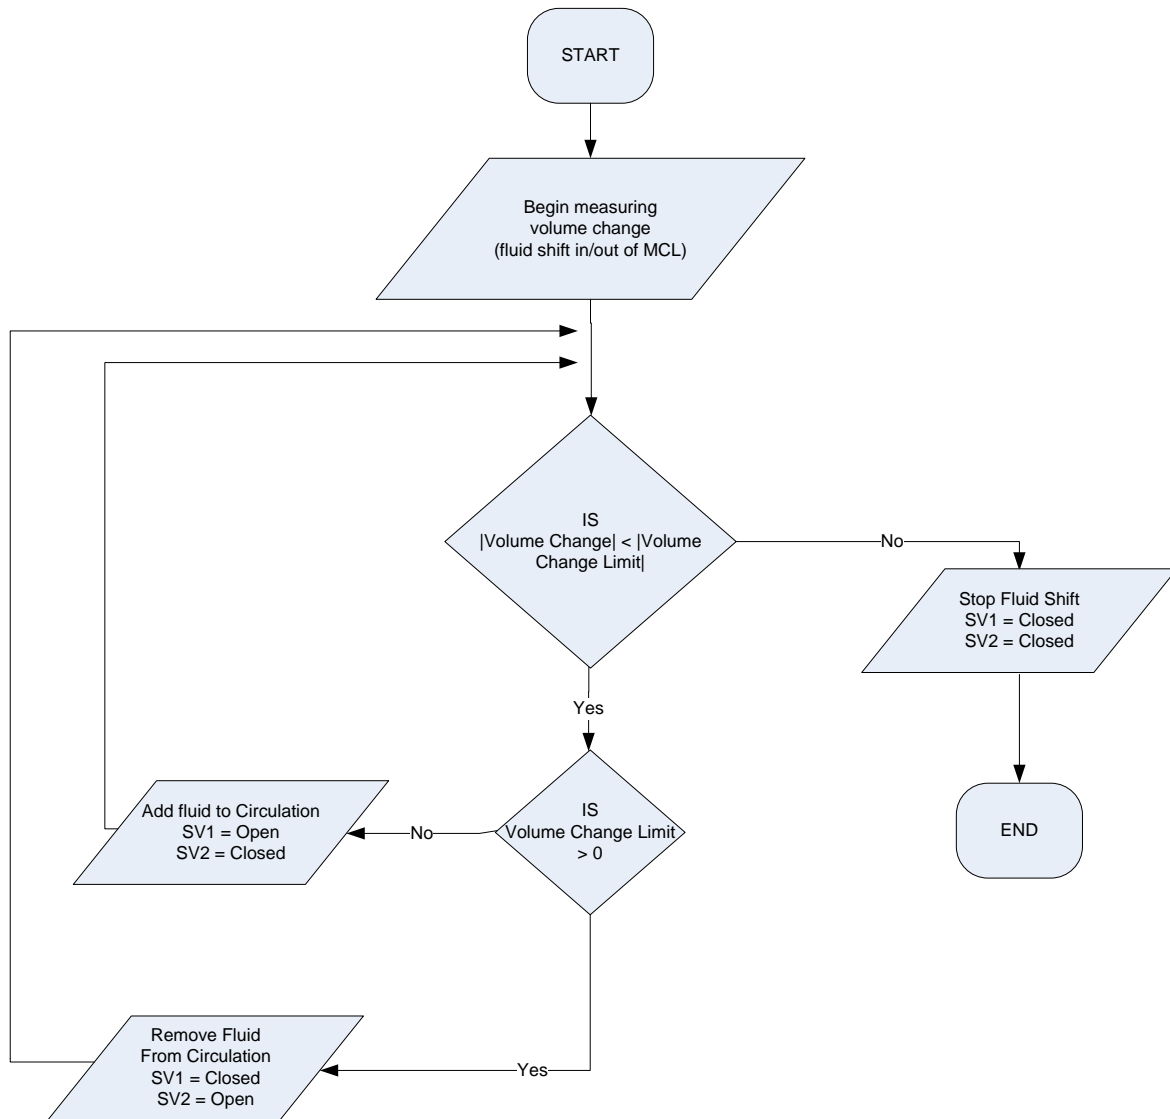 START
Begin measuring
volume change
(fluid shift in/out of MCL)
IS
|Volume Change| < |Volume
Change Limit|
No
Stop Fluid Shift
SV1 = Closed
SV2 = Closed
Yes
IS
Volume Change Limit
> 0
No
Add fluid to Circulation
SV1 = Open
SV2 = Closed
END
Yes
Remove Fluid
From Circulation
SV1 = Closed
SV2 = Open